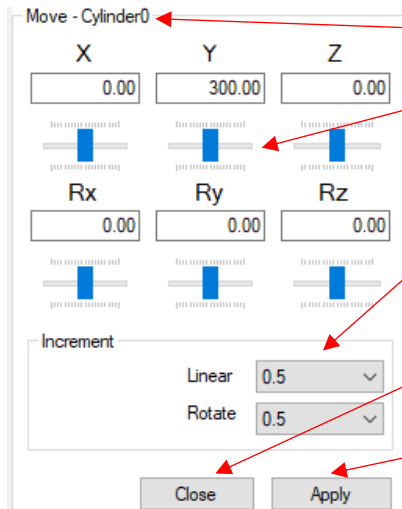 Move - Cylinder0
X Y Z
0.00 300.00 0.00
Rx Ry Rz
0.00 0.00 0.00
Increment
Linear 0.5
Rotate 0.5
Close Apply